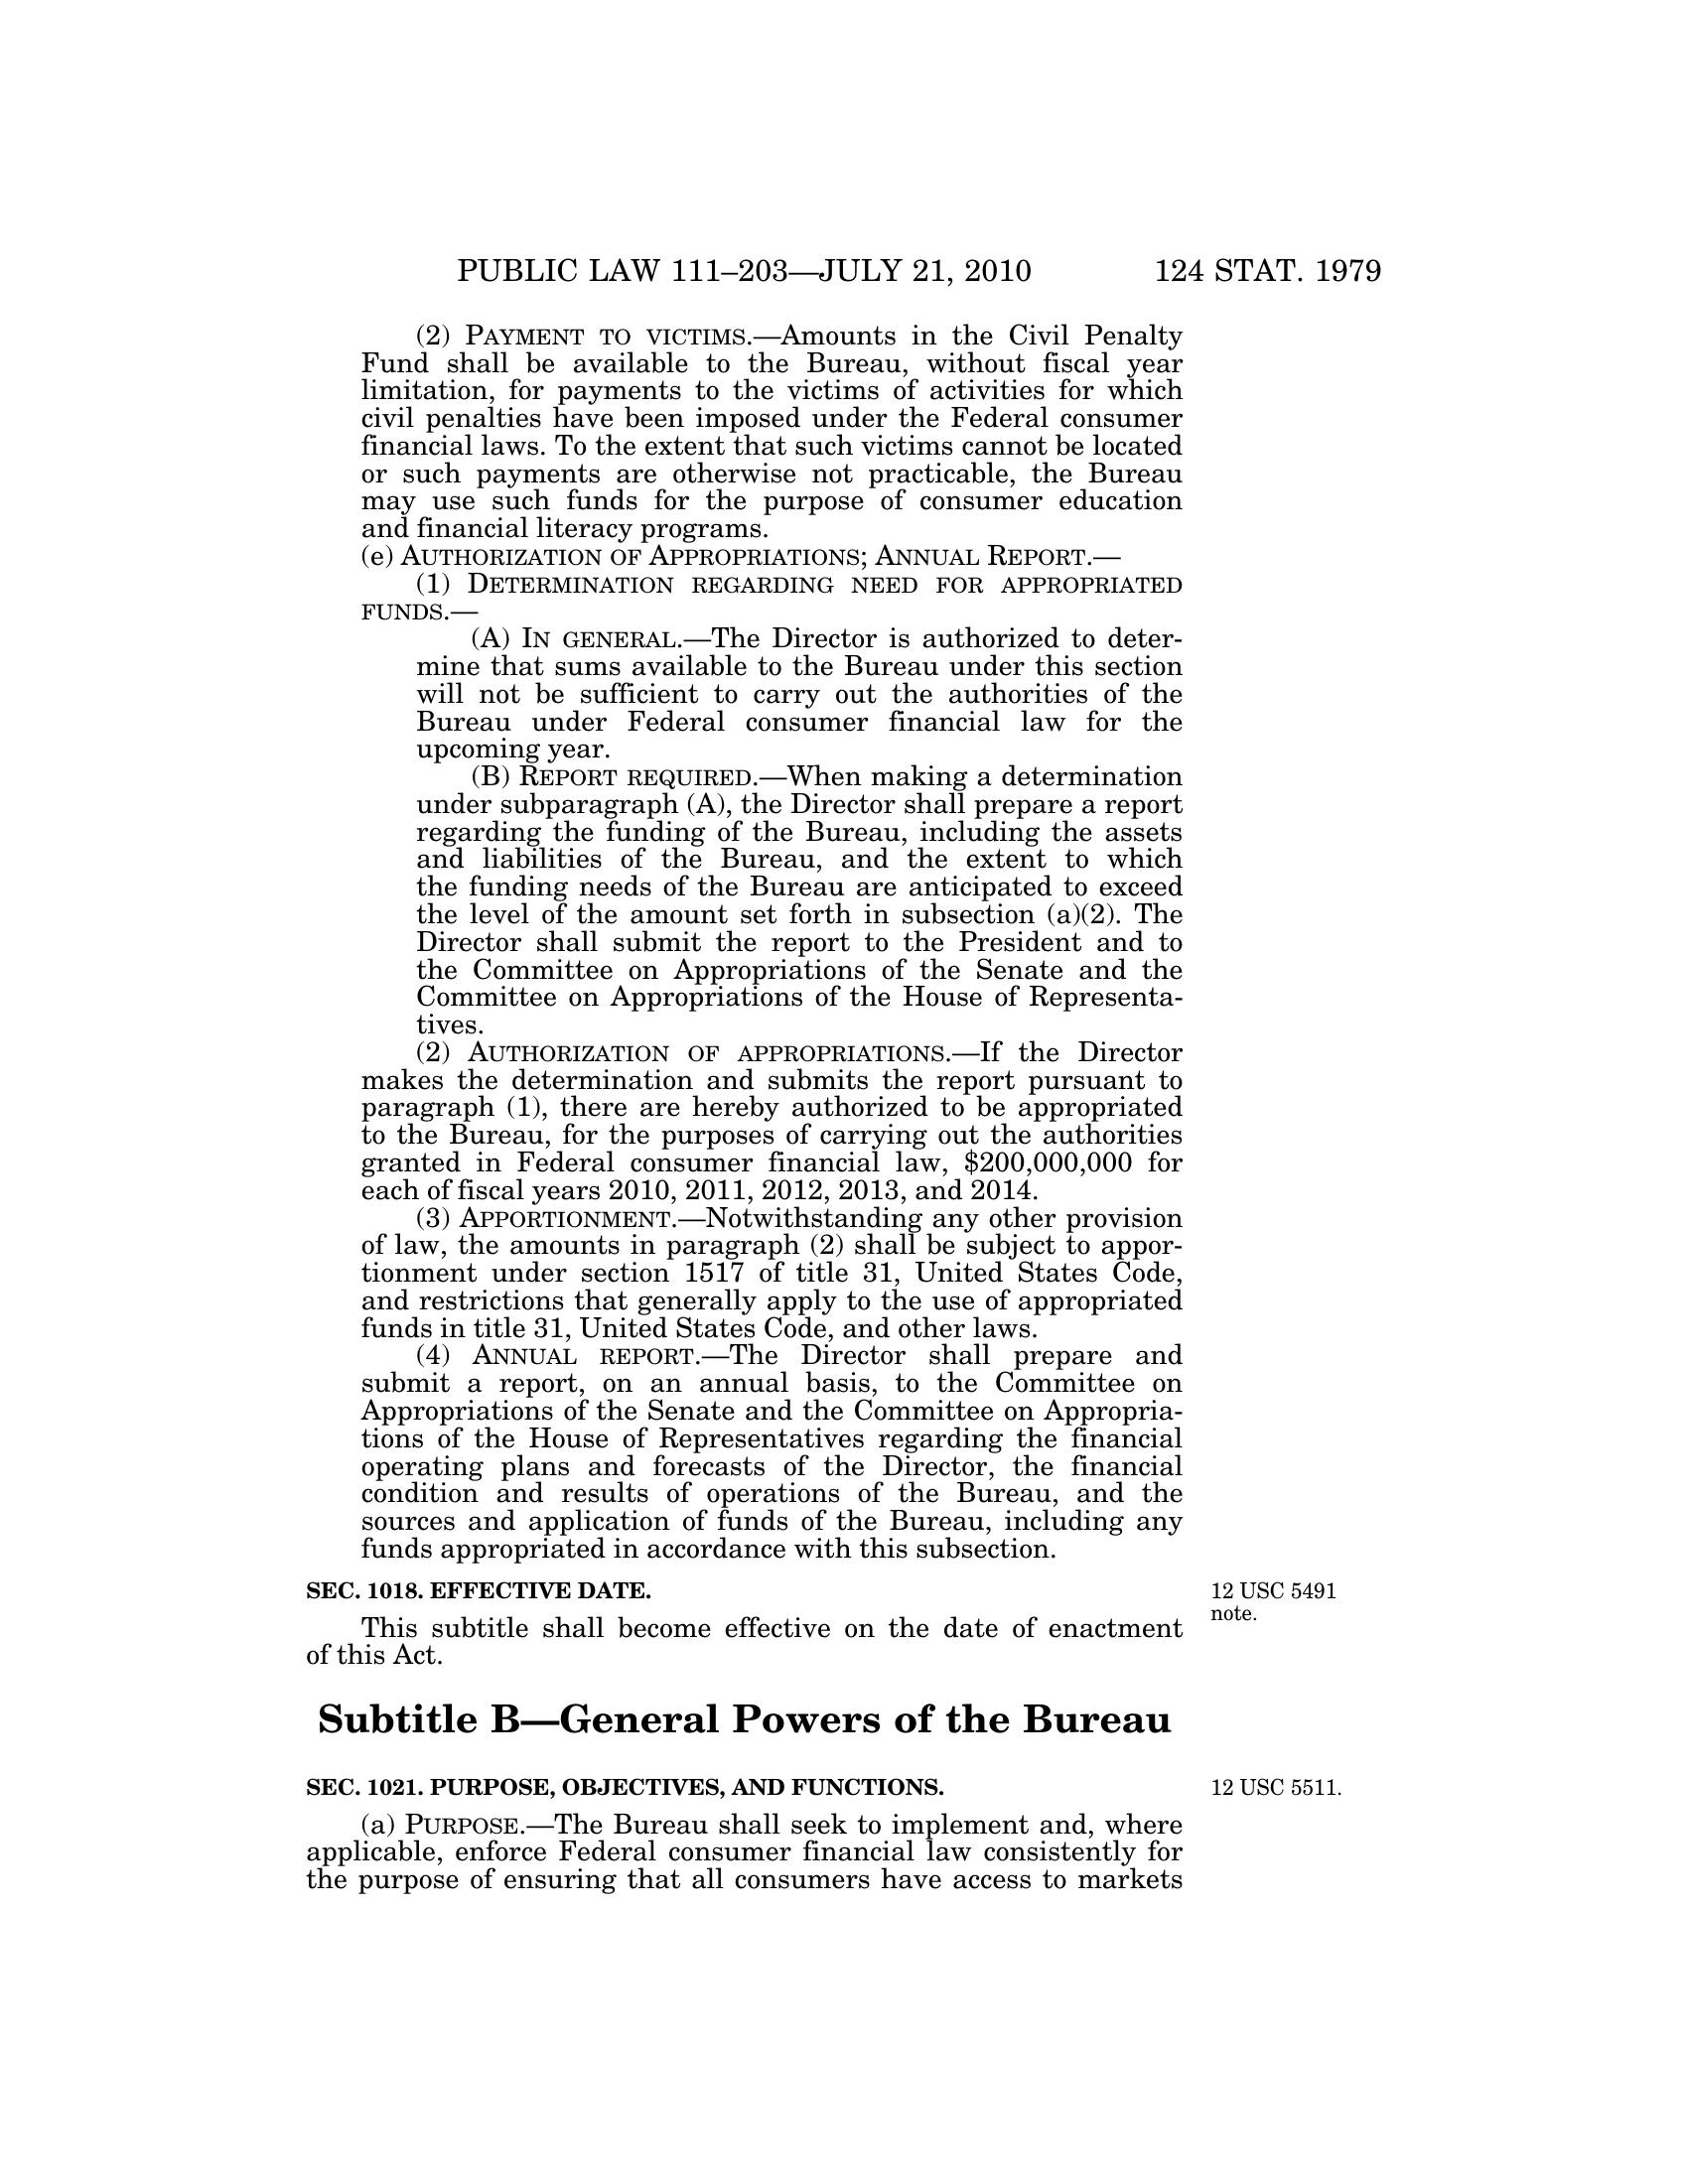 PUBLIC LAW 111–203—JULY 21, 2010 124 STAT. 1979
(2) PAYMENT TO VICTIMS.—Amounts in the Civil Penalty
Fund shall be available to the Bureau, without fiscal year
limitation, for payments to the victims of activities for which
civil penalties have been imposed under the Federal consumer
financial laws. To the extent that such victims cannot be located
or such payments are otherwise not practicable, the Bureau
may use such funds for the purpose of consumer education
and financial literacy programs.
(e) AUTHORIZATION OF APPROPRIATIONS; ANNUAL REPORT.—
(1) DETERMINATION REGARDING NEED FOR APPROPRIATED
FUNDS.—
(A) IN GENERAL.—The Director is authorized to deter-
mine that sums available to the Bureau under this section
will not be sufficient to carry out the authorities of the
Bureau under Federal consumer financial law for the
upcoming year.
(B) REPORT REQUIRED.—When making a determination
under subparagraph (A), the Director shall prepare a report
regarding the funding of the Bureau, including the assets
and liabilities of the Bureau, and the extent to which
the funding needs of the Bureau are anticipated to exceed
the level of the amount set forth in subsection (a)(2). The
Director shall submit the report to the President and to
the Committee on Appropriations of the Senate and the
Committee on Appropriations of the House of Representa-
tives.
(2) AUTHORIZATION OF APPROPRIATIONS.—If the Director
makes the determination and submits the report pursuant to
paragraph (1), there are hereby authorized to be appropriated
to the Bureau, for the purposes of carrying out the authorities
granted in Federal consumer financial law, $200,000,000 for
each of fiscal years 2010, 2011, 2012, 2013, and 2014.
(3) APPORTIONMENT.—Notwithstanding any other provision
of law, the amounts in paragraph (2) shall be subject to appor-
tionment under section 1517 of title 31, United States Code,
and restrictions that generally apply to the use of appropriated
funds in title 31, United States Code, and other laws.
(4) ANNUAL REPORT.—The Director shall prepare and
submit a report, on an annual basis, to the Committee on
Appropriations of the Senate and the Committee on Appropria-
tions of the House of Representatives regarding the financial
operating plans and forecasts of the Director, the financial
condition and results of operations of the Bureau, and the
sources and application of funds of the Bureau, including any
funds appropriated in accordance with this subsection.
SEC. 1018. EFFECTIVE DATE.
12 USC 5491
note.
This subtitle shall become effective on the date of enactment
of this Act.
Subtitle B—General Powers of the Bureau
SEC. 1021. PURPOSE, OBJECTIVES, AND FUNCTIONS.
12 USC 5511.
(a) PURPOSE.—The Bureau shall seek to implement and, where
applicable, enforce Federal consumer financial law consistently for
the purpose of ensuring that all consumers have access to markets